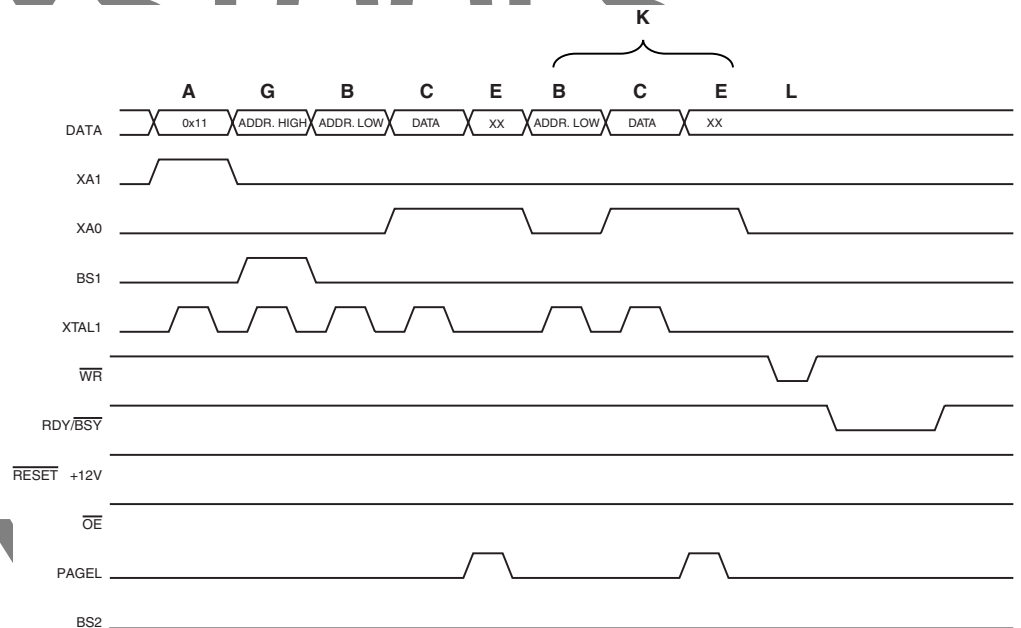 K
A G B C E B C E L
DATA 0x11 ADDR. HIGH ADDR. LOW DATA XX ADDR. LOW DATA XX
XA1
XA0
BS1
XTAL1
WR
RDY/BSY
RESET +12V
OE
PAGEL
BS2